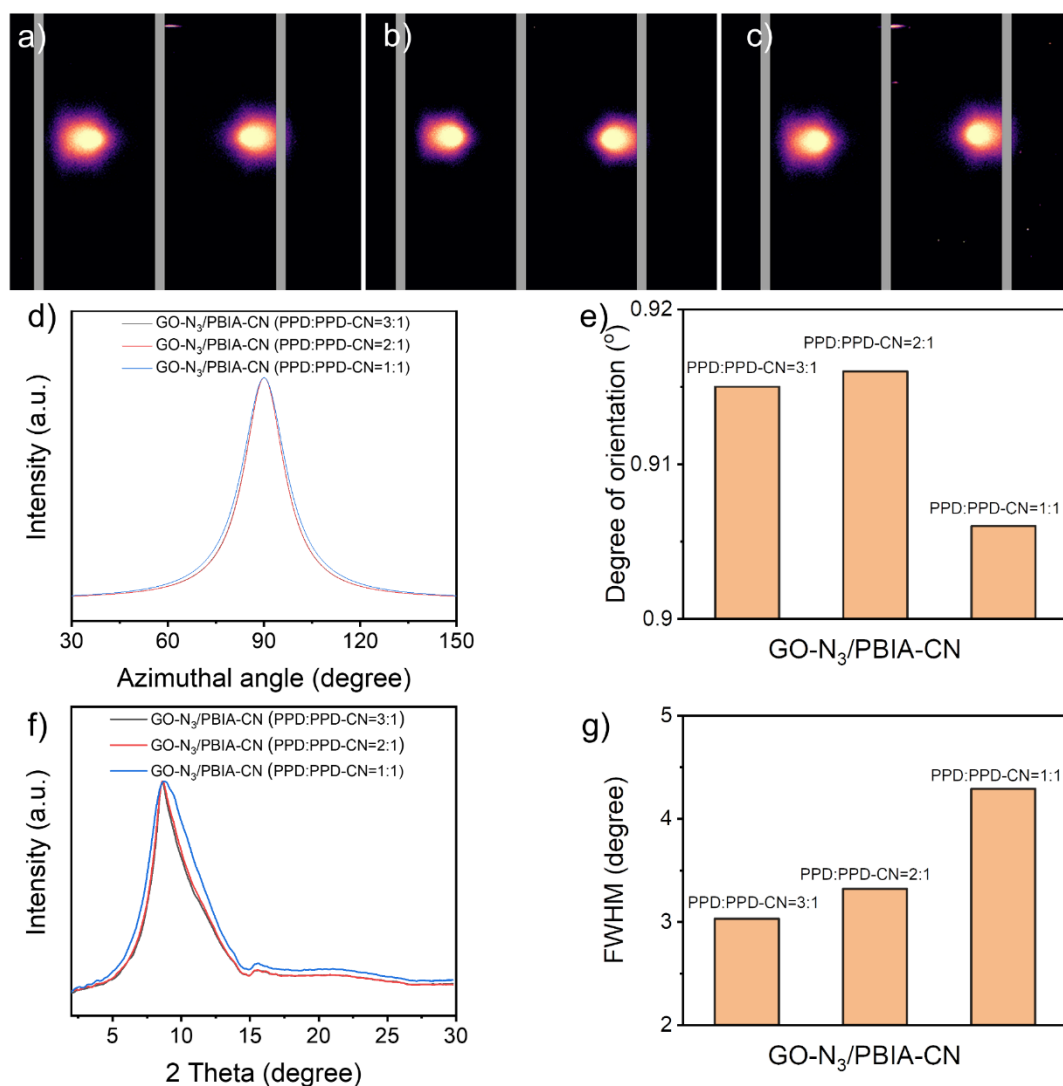 a)
b)
c)
d)
GO-N₃/PBIA-CN (PPD:PPD-CN=3:1)
GO-N₃/PBIA-CN (PPD:PPD-CN=2:1)
GO-N₃/PBIA-CN (PPD:PPD-CN=1:1)
Intensity (a.u.)
30
60
90
120
150
Azimuthal angle (degree)
e)
0.92
0.91
0.9
Degree of orientation (°)
PPD:PPD-CN=3:1
PPD:PPD-CN=2:1
PPD:PPD-CN=1:1
GO-N₃/PBIA-CN
f)
GO-N₃/PBIA-CN (PPD:PPD-CN=3:1)
GO-N₃/PBIA-CN (PPD:PPD-CN=2:1)
GO-N₃/PBIA-CN (PPD:PPD-CN=1:1)
Intensity (a.u.)
5
10
15
20
25
30
2 Theta (degree)
g)
5
4
3
2
FWHM (degree)
PPD:PPD-CN=3:1
PPD:PPD-CN=2:1
PPD:PPD-CN=1:1
GO-N₃/PBIA-CN